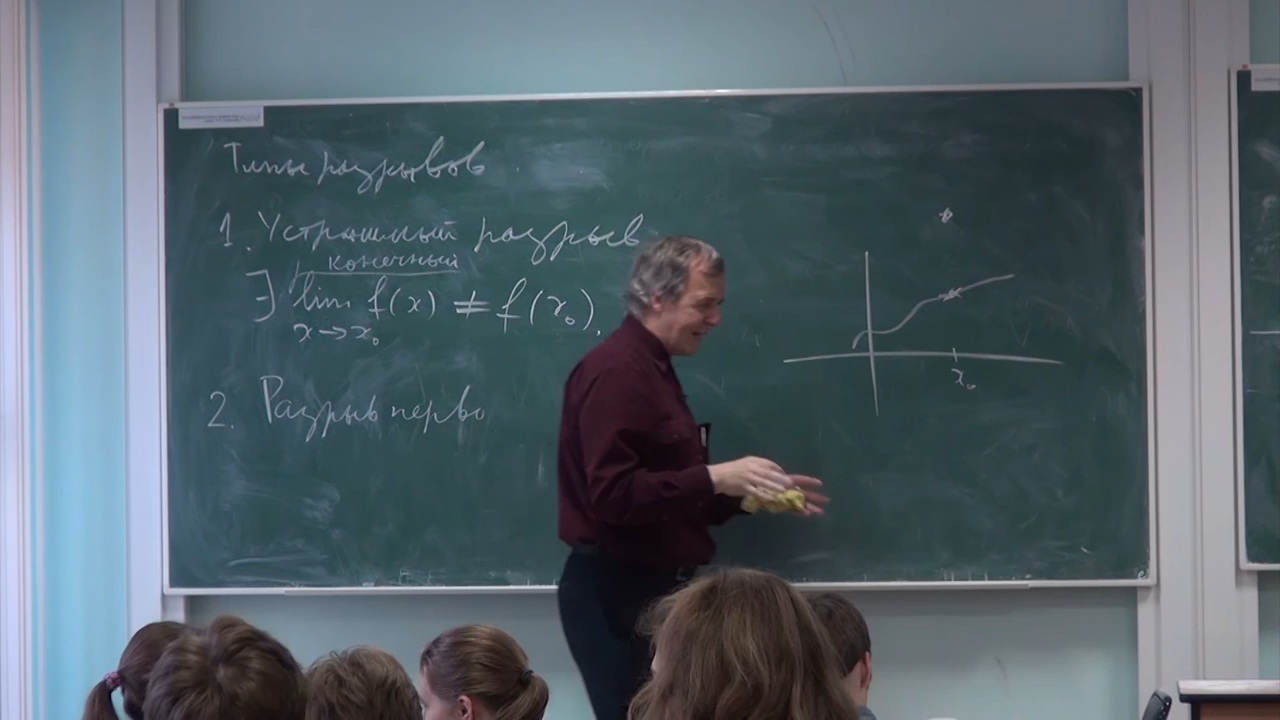 Типы разрывов
1. Устранимый разрыв
конечный
∃ lim f(x) ≠ f(x₀).
x→x₀
2. Разрыв перво
x₀